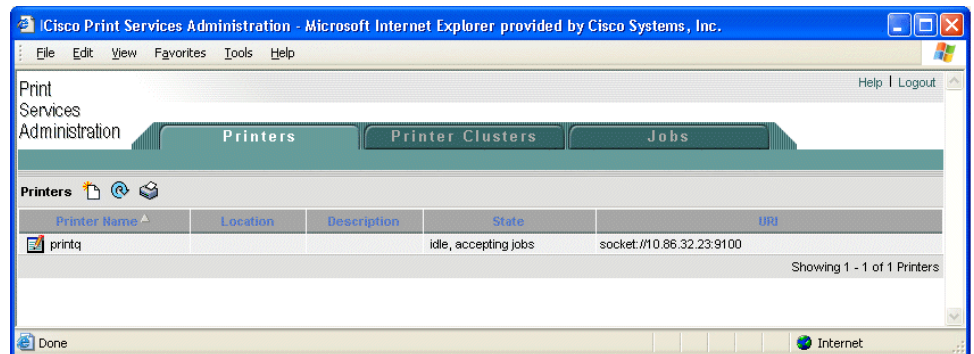 Cisco Print Services Administration - Microsoft Internet Explorer provided by Cisco Systems, Inc.
File Edit View Favorites Tools Help
Print
Services
Administration
Help | Logout
Printers Printer Clusters Jobs
Printers
Printer Name Location Description State URI
printq idle, accepting jobs socket://10.86.32.23:9100
Showing 1 - 1 of 1 Printers
Done Internet